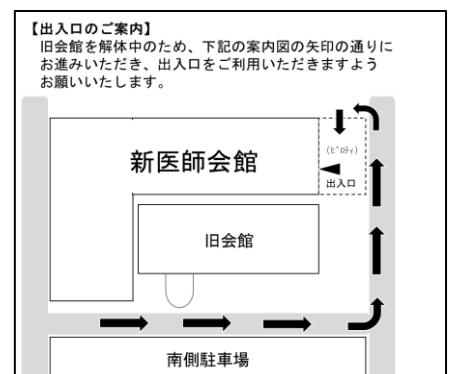 【出入口のご案内】
旧会館を解体中のため、下記の案内図の矢印の通りに
お進みいただき、出入口をご利用いただきますよう
お願いいたします。
新医師会館
(ﾋﾟﾛﾃｨ)
出入口
旧会館
南側駐車場